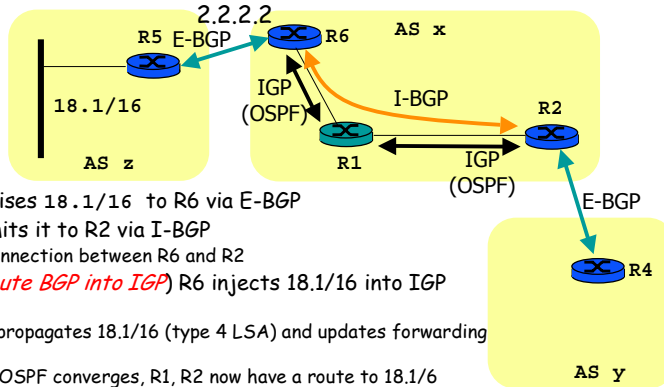 2.2.2.2
R5
E-BGP
R6
AS x
18.1/16
IGP
(OSPF)
I-BGP
R2
AS z
R1
IGP
(OSPF)
E-BGP
ises 18.1/16 to R6 via E-BGP
its it to R2 via I-BGP
nnection between R6 and R2
ute BGP into IGP) R6 injects 18.1/16 into IGP
R4
propagates 18.1/16 (type 4 LSA) and updates forwarding
OSPF converges, R1, R2 now have a route to 18.1/6
AS y